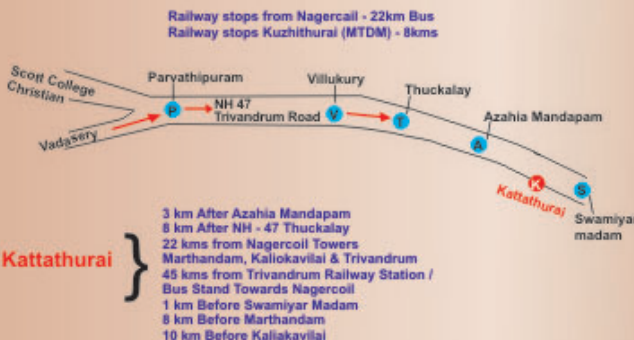 Railway stops from Nagercail - 22km Bus
Railway stops Kuzhithurai (MTDM) - 8kms
Scott College
Christian
Parvathipuram
Villukury
Thuckalay
Azahia Mandapam
NH 47
Trivandrum Road
Vadasery
P
V
T
A
K
S
Kattathurai
Swamiyar
madam
Kattathurai
3 km After Azahia Mandapam
8 km After NH - 47 Thuckalay
22 kms from Nagercoil Towers
Marthandam, Kaliokavilai & Trivandrum
45 kms from Trivandrum Railway Station /
Bus Stand Towards Nagercoil
1 km Before Swamiyar Madam
8 km Before Marthandam
10 km Before Kaliakavilai